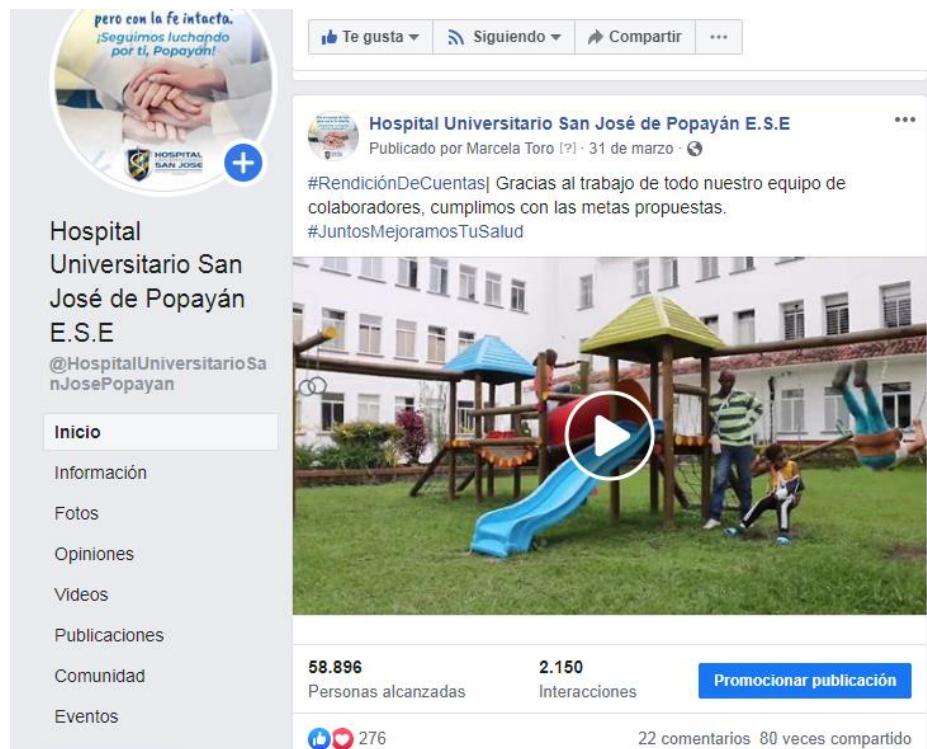 pero con la fe intacta.
¡Seguimos luchando
por ti, Popayán!
HOSPITAL
SAN JOSE
Hospital
Universitario San
José de Popayán
E.S.E
@HospitalUniversitarioSa
nJosePopayan
Inicio
Información
Fotos
Opiniones
Videos
Publicaciones
Comunidad
Eventos
Te gusta
Siguiendo
Compartir
Hospital Universitario San José de Popayán E.S.E
Publicado por Marcela Toro [?] · 31 de marzo ·
#RendiciónDeCuentas| Gracias al trabajo de todo nuestro equipo de
colaboradores, cumplimos con las metas propuestas.
#JuntosMejoramosTuSalud
58.896
Personas alcanzadas
2.150
Interacciones
Promocionar publicación
276
22 comentarios 80 veces compartido